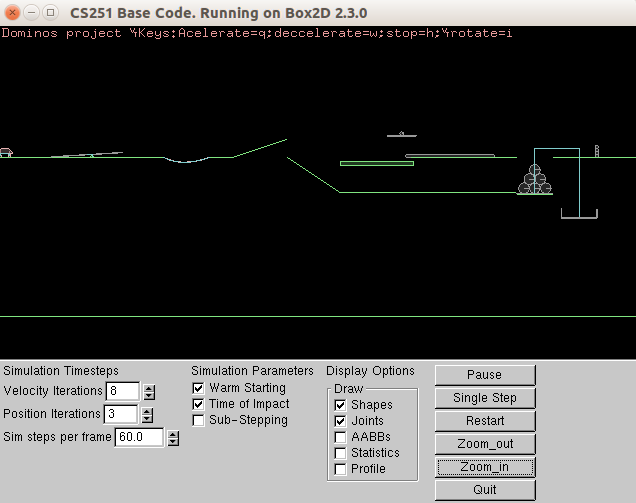 CS251 Base Code. Running on Box2D 2.3.0
Dominos project \4Keys:Acelerate=q;deccelerate=w;stop=h;\4rotate=i
Simulation Timesteps
Velocity Iterations 8
Position Iterations 3
Sim steps per frame 60.0
Simulation Parameters
Warm Starting
Time of Impact
Sub-Stepping
Display Options
Draw
Shapes
Joints
AABBs
Statistics
Profile
Pause
Single Step
Restart
Zoom_out
Zoom_in
Quit